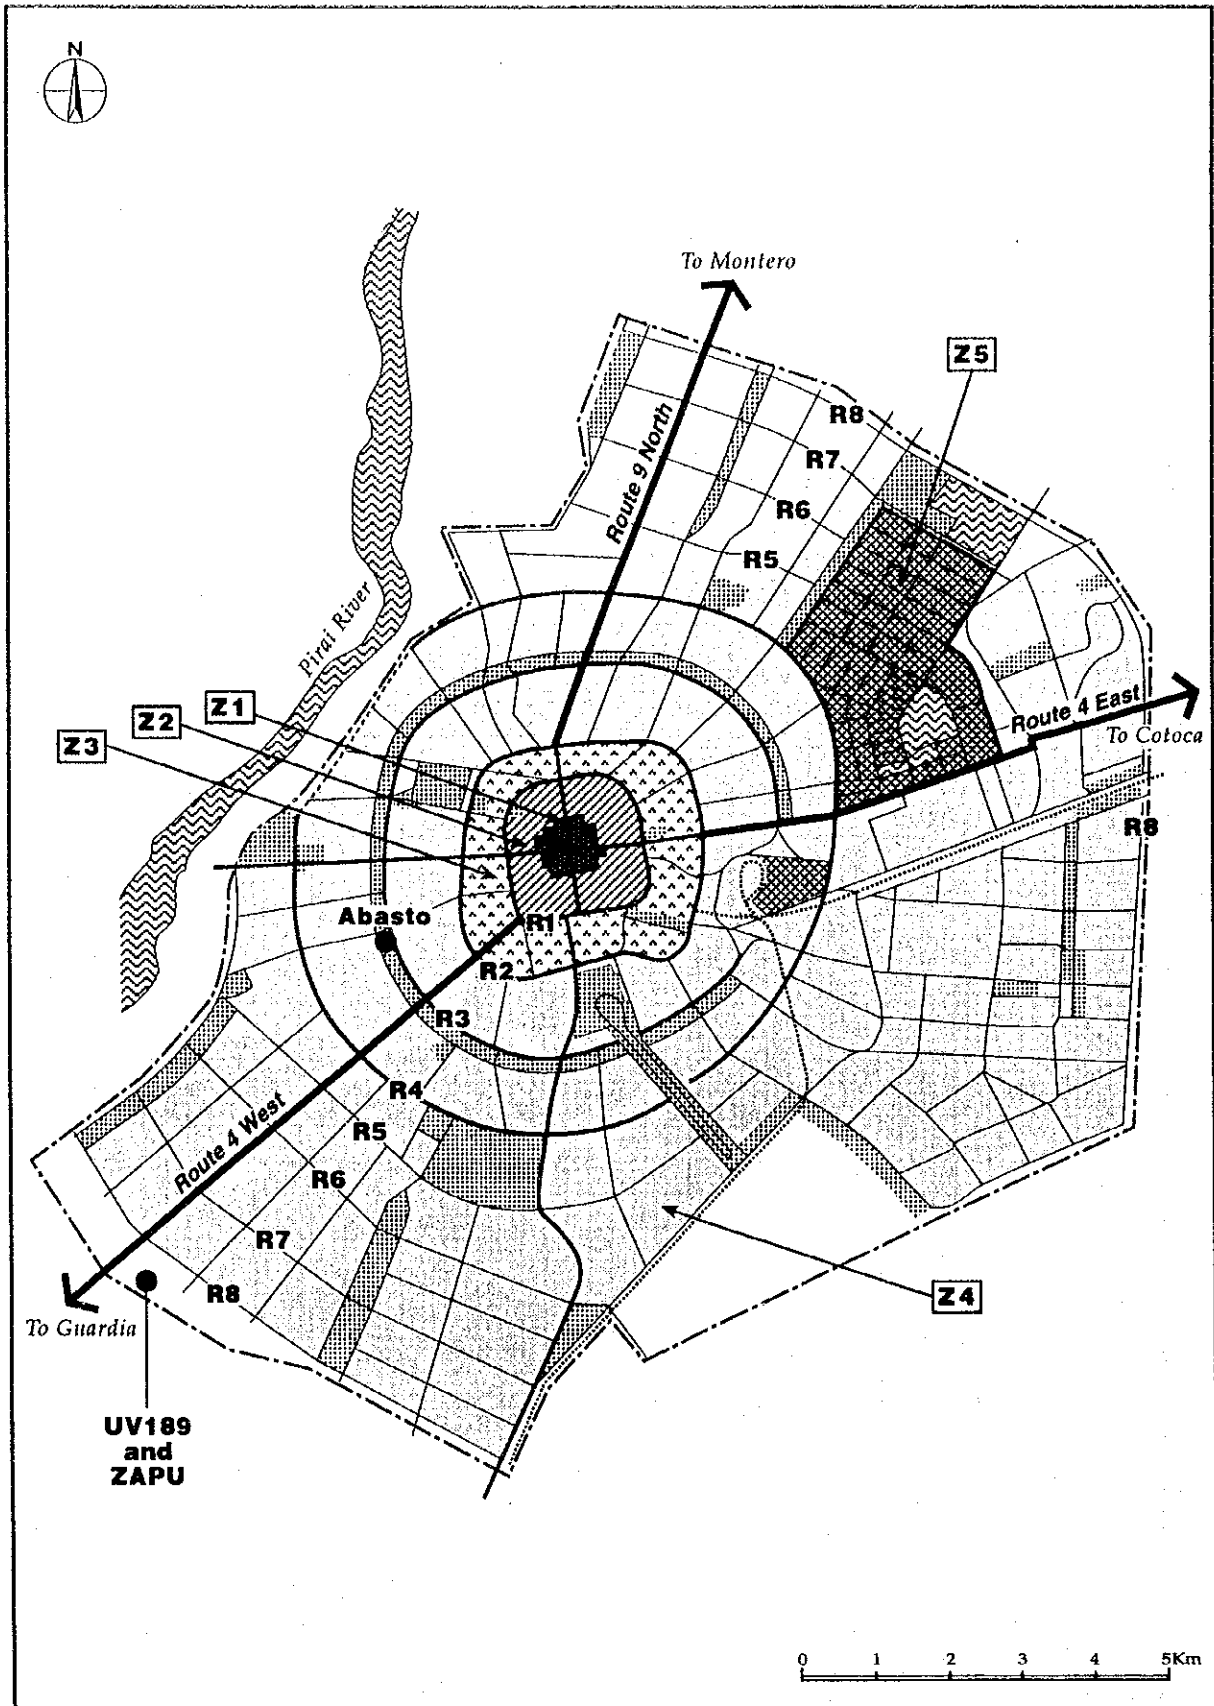 N
To Montero
Z5
R8
R7
R6
R5
Route 9 North
Pirai River
Z1
Z2
Z3
Route 4 East
To Cotoca
R8
Abasto
R1
R2
R3
R4
R5
R6
R7
R8
Route 4 West
To Guardia
Z4
UV189
and
ZAPU
0 1 2 3 4 5Km